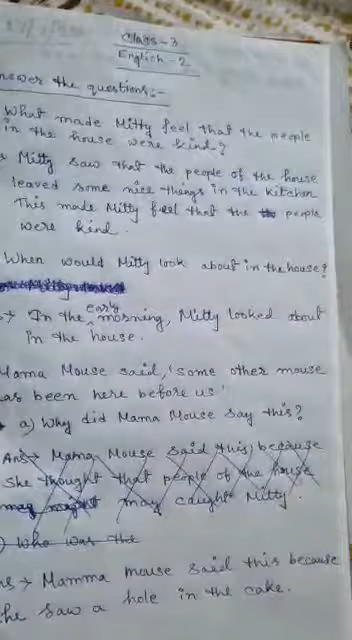 Class-3
English-2
nswer the questions:-
What made Mitty feel that the people
in the house were kind?
Mitty saw that the people of the house
leaved some nice things in the kitchen
This made Mitty feel that the people
were kind.
When would Mitty look about in the house?
→ In the early morning, Mitty looked about
in the house.
Mama Mouse said, 'some other mouse
as been here before us'
a) Why did Mama Mouse say this?
Ans→ Mama Mouse said this because
She thought that people of the house
may caught Mitty.
) Who was the
ns → Mamma mouse said this because
he saw a hole in the cake.